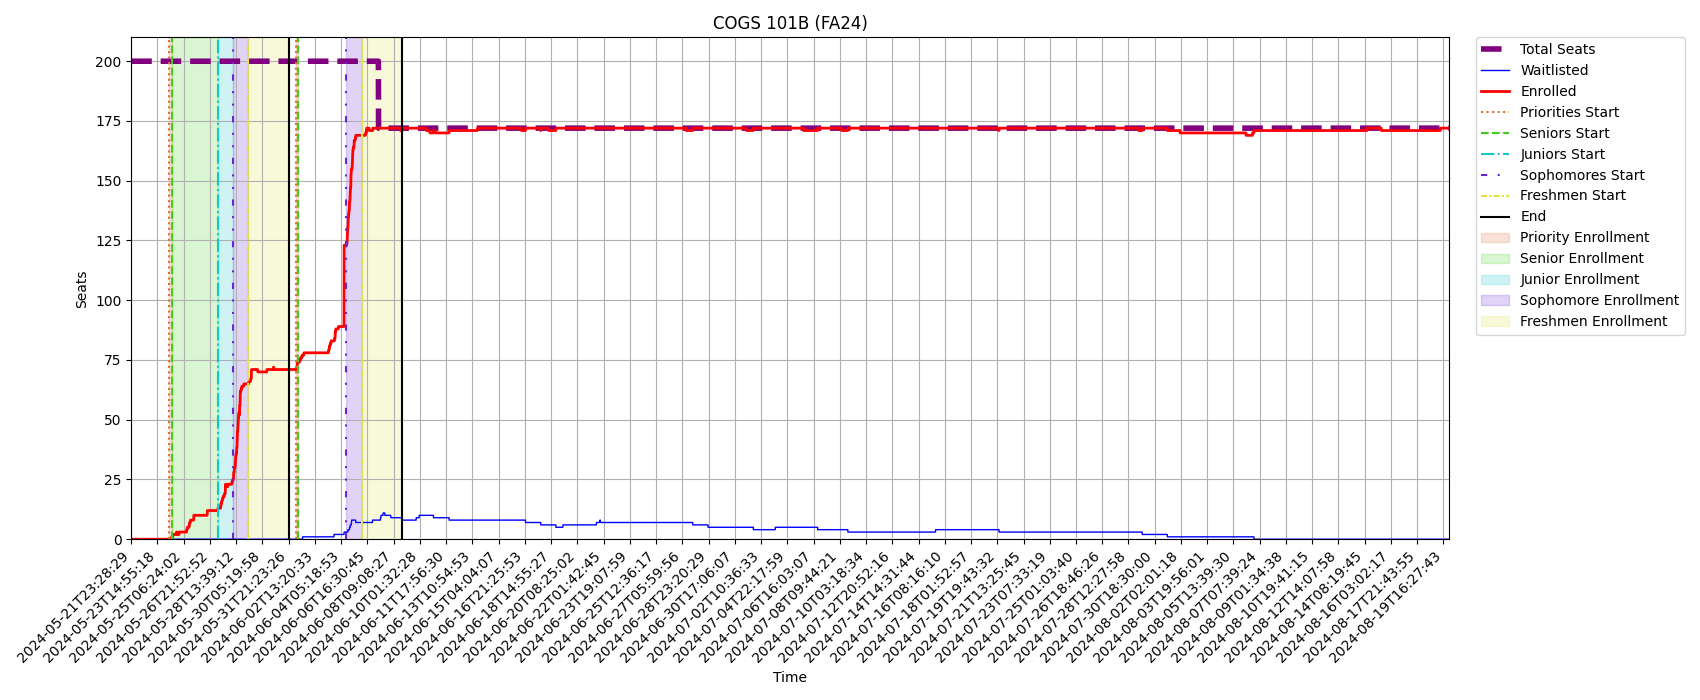 COGS 101B (FA24)
Total Seats
Waitlisted
Enrolled
Priorities Start
Seniors Start
Juniors Start
Sophomores Start
Freshmen Start
End
Priority Enrollment
Senior Enrollment
Junior Enrollment
Sophomore Enrollment
Freshmen Enrollment
Seats
200
175
150
125
100
75
50
25
0
2024-05-21T23:28:29
2024-05-23T14:55:18
2024-05-25T06:24:02
2024-05-26T21:52:52
2024-05-28T13:39:12
2024-05-30T05:19:58
2024-05-31T21:23:26
2024-06-02T13:20:33
2024-06-04T05:18:53
2024-06-06T16:30:45
2024-06-08T09:08:27
2024-06-10T01:32:28
2024-06-11T17:56:30
2024-06-13T10:54:53
2024-06-15T04:04:07
2024-06-16T21:25:53
2024-06-18T14:55:27
2024-06-20T08:25:02
2024-06-22T01:42:45
2024-06-23T19:07:59
2024-06-25T12:36:17
2024-06-27T05:59:56
2024-06-28T23:20:29
2024-06-30T17:06:07
2024-07-02T10:36:33
2024-07-04T22:17:59
2024-07-06T16:03:07
2024-07-08T09:44:21
2024-07-10T03:18:34
2024-07-12T20:52:16
2024-07-14T14:31:44
2024-07-16T08:16:10
2024-07-18T01:52:57
2024-07-19T19:43:32
2024-07-21T13:25:45
2024-07-23T07:33:19
2024-07-25T01:03:40
2024-07-26T18:46:26
2024-07-28T12:27:58
2024-07-30T18:30:00
2024-08-02T02:01:18
2024-08-03T19:56:01
2024-08-05T13:39:30
2024-08-07T07:39:24
2024-08-09T01:34:38
2024-08-10T19:41:15
2024-08-12T14:07:58
2024-08-14T08:19:45
2024-08-16T03:02:17
2024-08-17T21:43:55
2024-08-19T16:27:43
Time